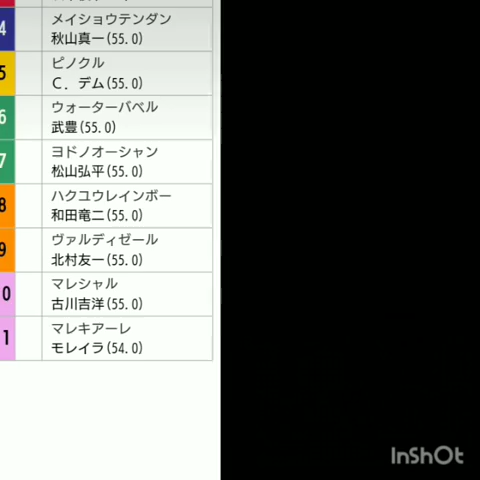 4
メイショウテンダン
秋山真一(55.0)
5
ピノクル
C. デム(55.0)
6
ウォーターバベル
武豊(55.0)
7
ヨドノオーシャン
松山弘平(55.0)
8
ハクユウレインボー
和田竜二(55.0)
9
ヴァルディゼール
北村友一(55.0)
0
マレシャル
古川吉洋(55.0)
1
マレキアーレ
モレイラ(54.0)
InShOt